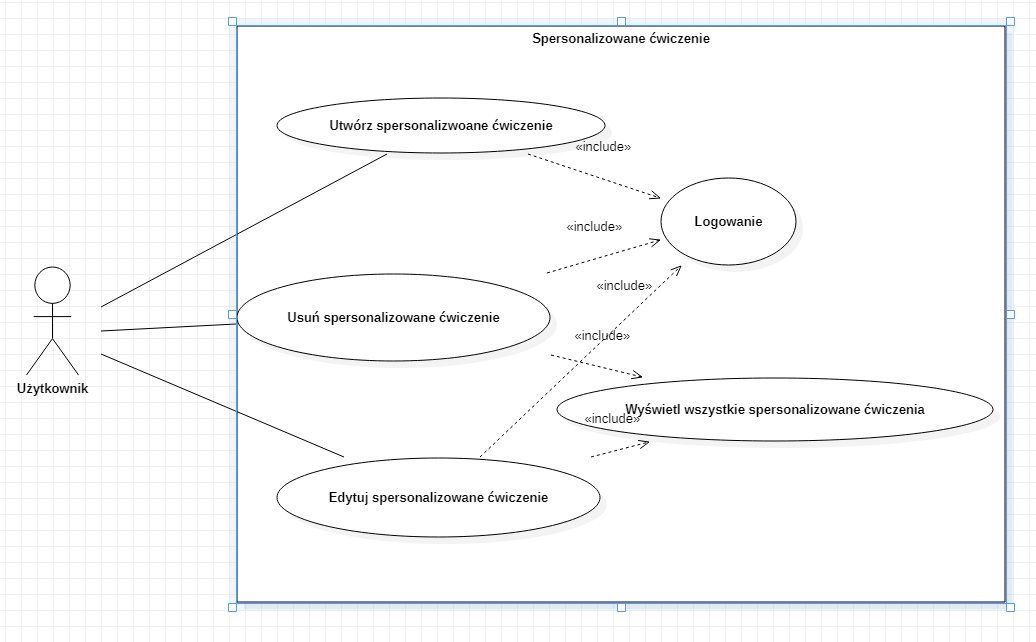 Spersonalizowane ćwiczenie
Utwórz spersonalizwoane ćwiczenie
«include»
Logowanie
«include»
«include»
Usuń spersonalizowane ćwiczenie
«include»
Użytkownik
Wyświetl wszystkie spersonalizowane ćwiczenia
«include»
Edytuj spersonalizowane ćwiczenie